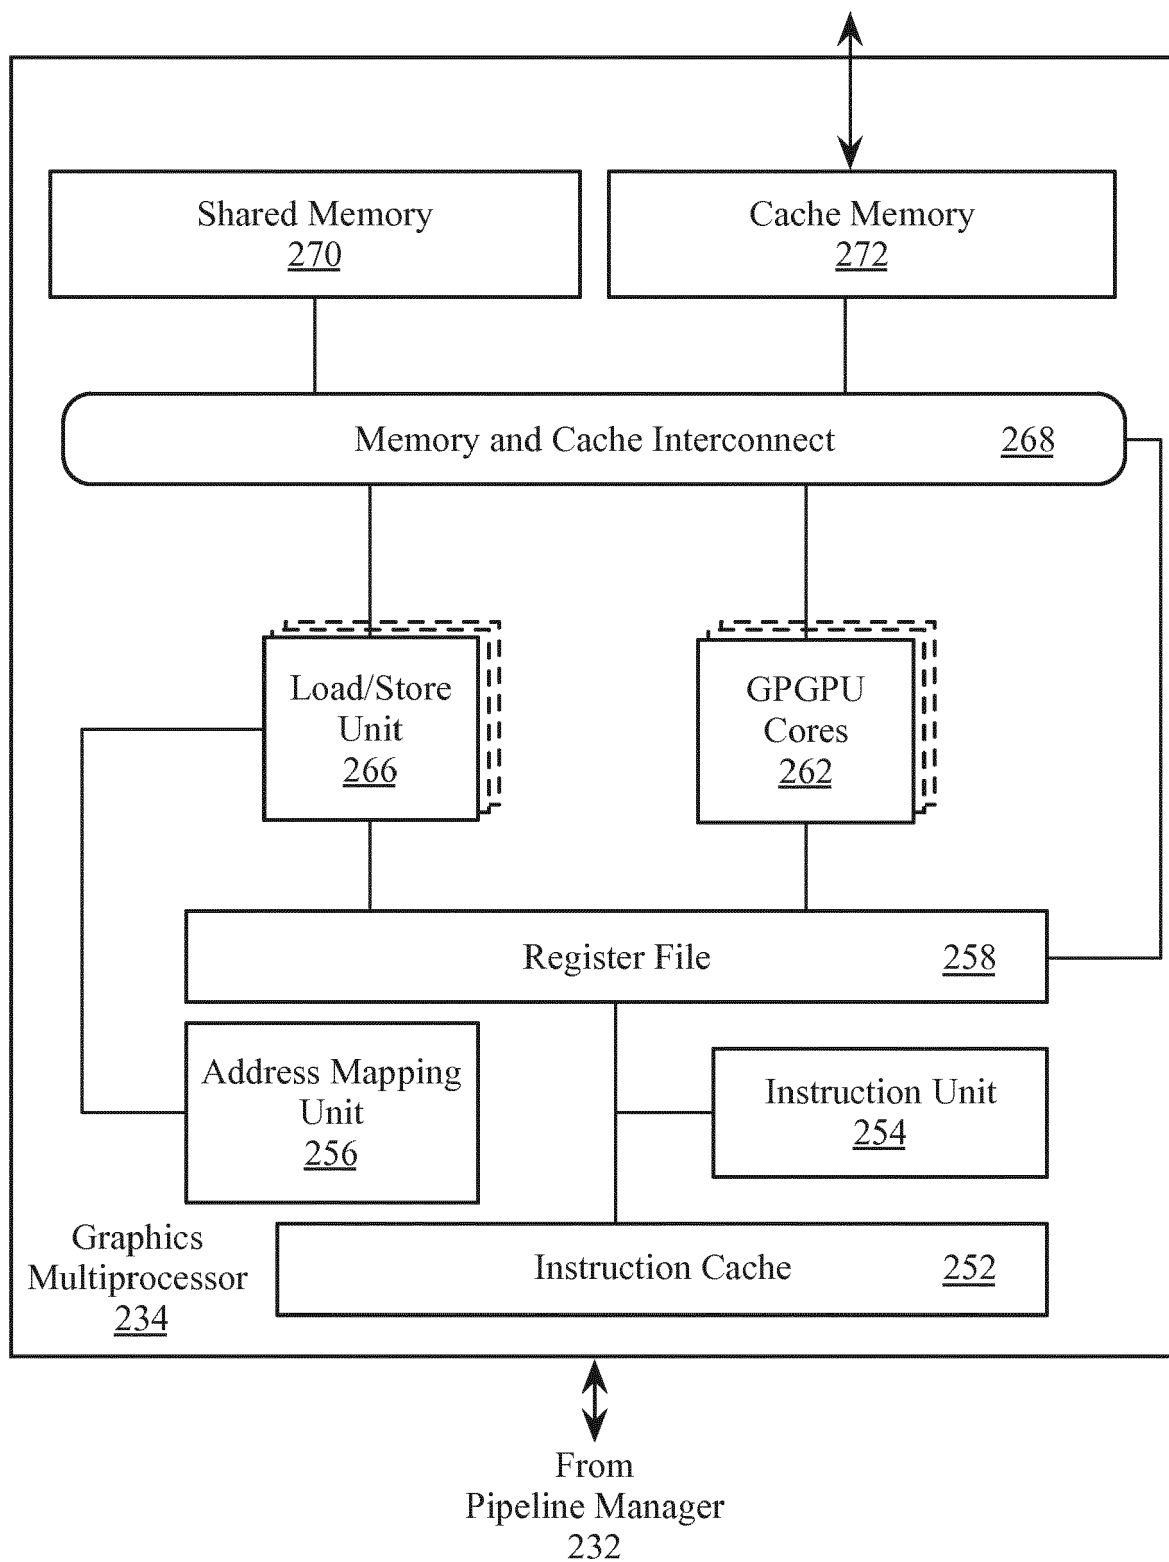 Shared Memory
270
Cache Memory
272
Memory and Cache Interconnect 268
Load/Store
Unit
266
GPGPU
Cores
262
Register File 258
Address Mapping
Unit
256
Instruction Unit
254
Graphics
Multiprocessor
234
Instruction Cache 252
From
Pipeline Manager
232